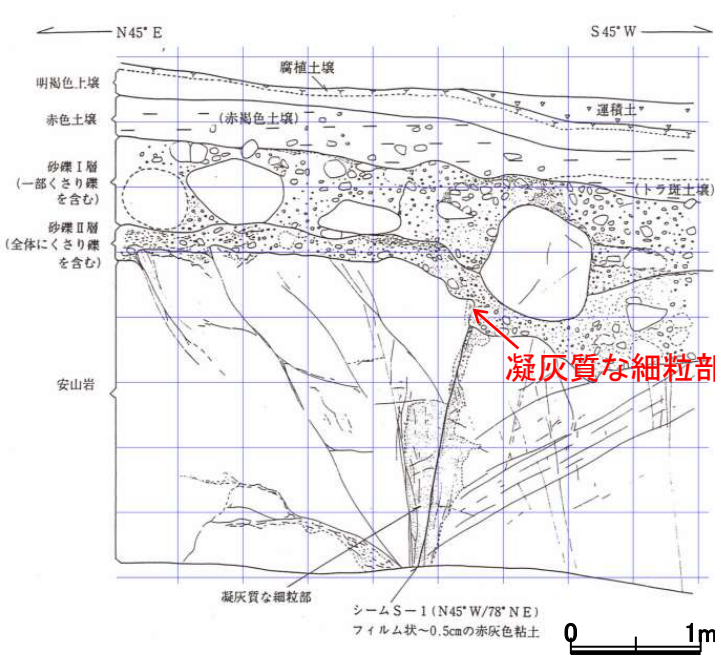 N45°E
S45°W
腐植土壌
明褐色土壌
運積土
赤色土壌
(赤褐色土壌)
砂礫Ⅰ層
(一部くさり礫
を含む)
(トラ斑土壌)
砂礫Ⅱ層
(全体にくさり礫
を含む)
凝灰質な細粒部
安山岩
凝灰質な細粒部
シームS-1(N45°W/78°NE)
フィルム状~0.5cmの赤灰色粘土
0
1m